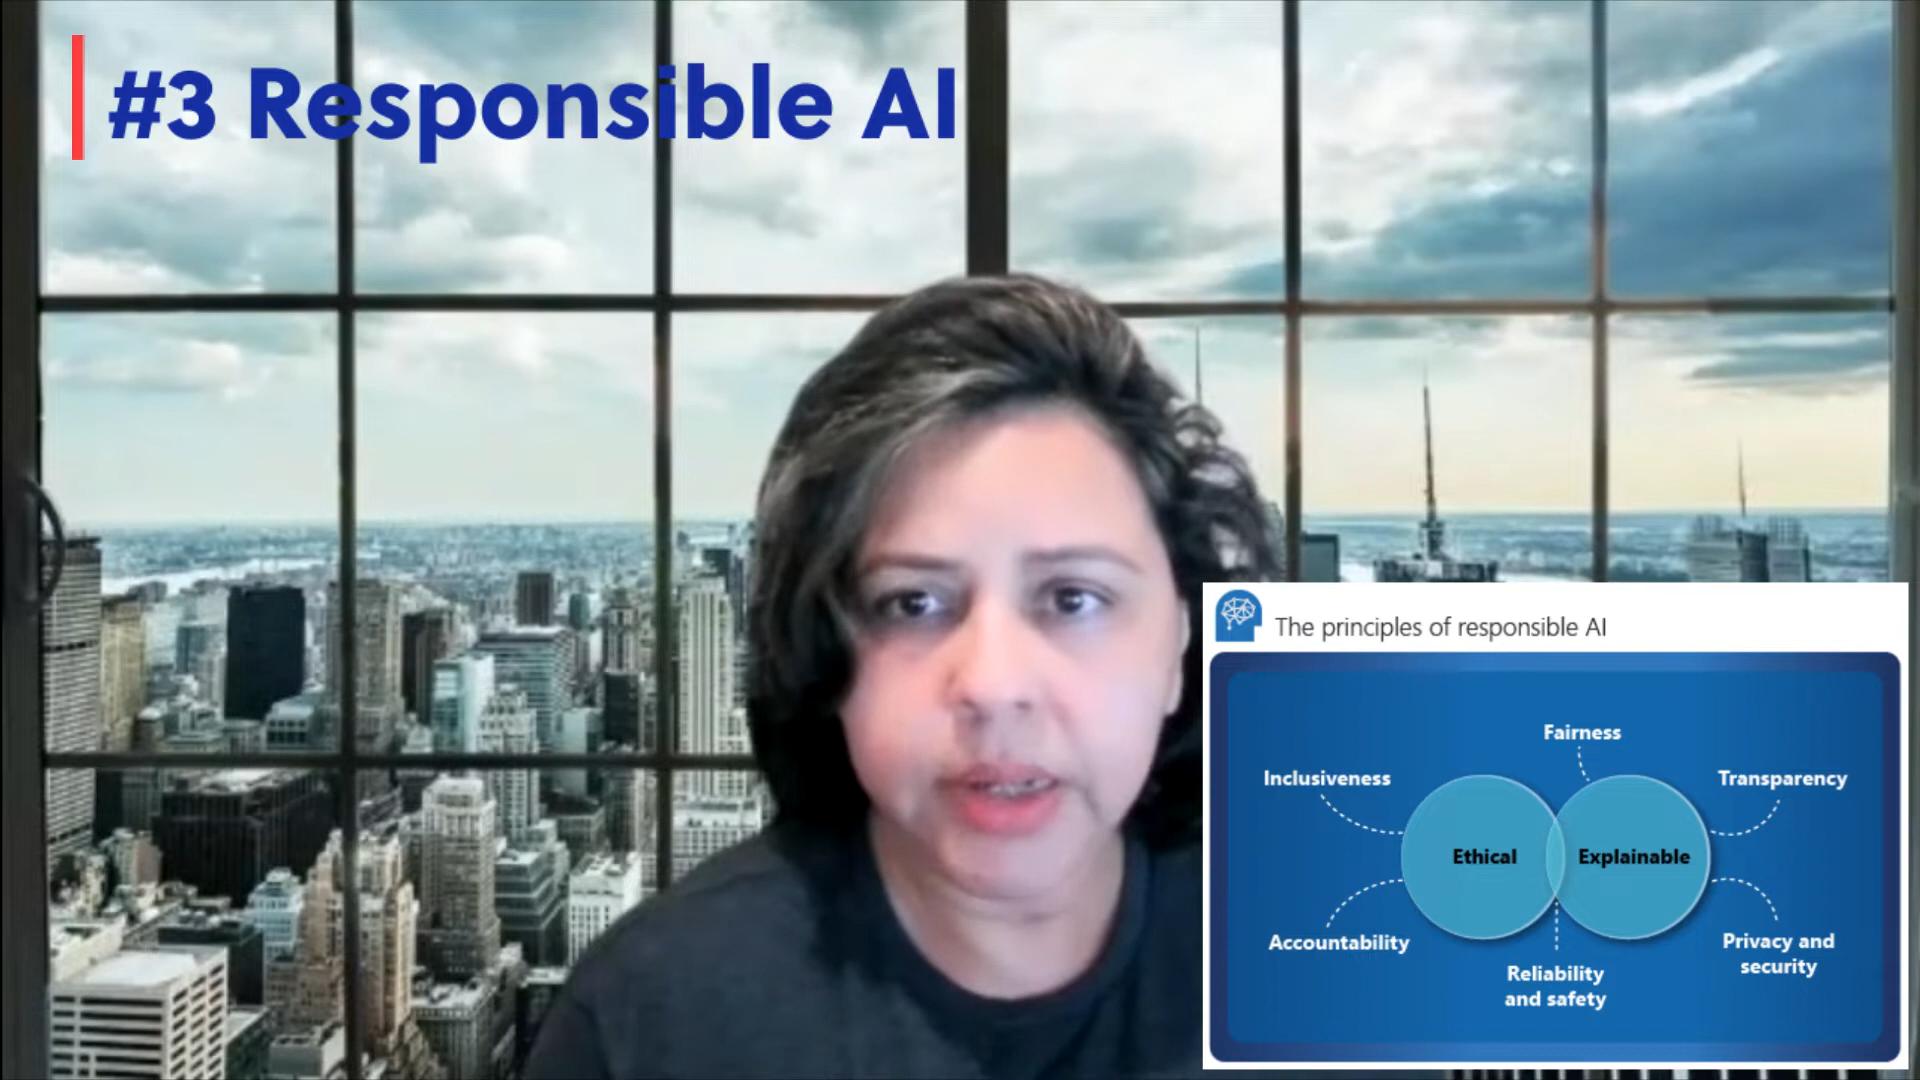 #3 Responsible AI
The principles of responsible AI
Fairness
Inclusiveness
Transparency
Ethical
Explainable
Accountability
Privacy and
security
Reliability
and safety